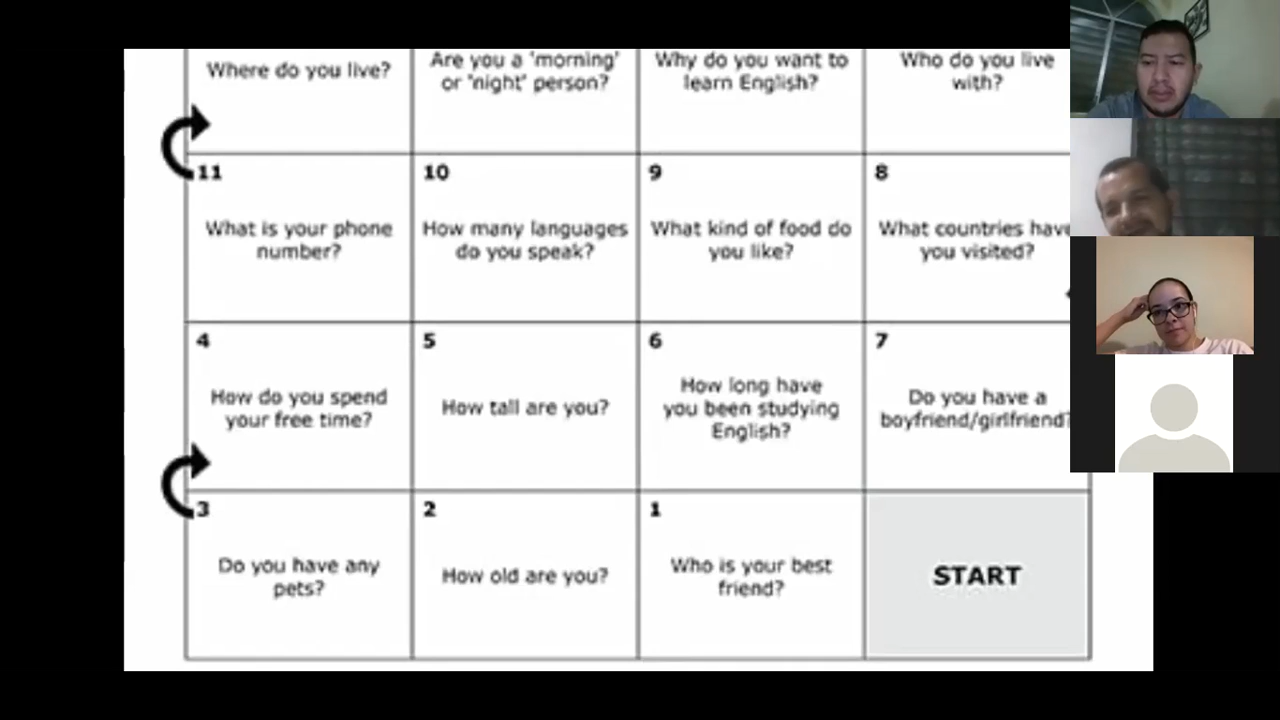 Where do you live?
Are you a 'morning'
or 'night' person?
Why do you want to
learn English?
Who do you live
with?
11
What is your phone
number?
10
How many languages
do you speak?
9
What kind of food do
you like?
8
What countries have
you visited?
4
How do you spend
your free time?
5
How tall are you?
6
How long have
you been studying
English?
7
Do you have a
boyfriend/girlfriend?
3
Do you have any
pets?
2
How old are you?
1
Who is your best
friend?
START